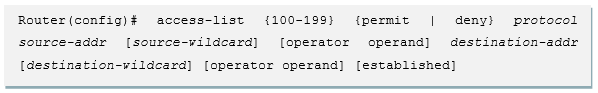 Router(config)# access-list {100-199} {permit | deny} protocol
source-addr [source-wildcard] [operator operand] destination-addr
[destination-wildcard] [operator operand] [established]